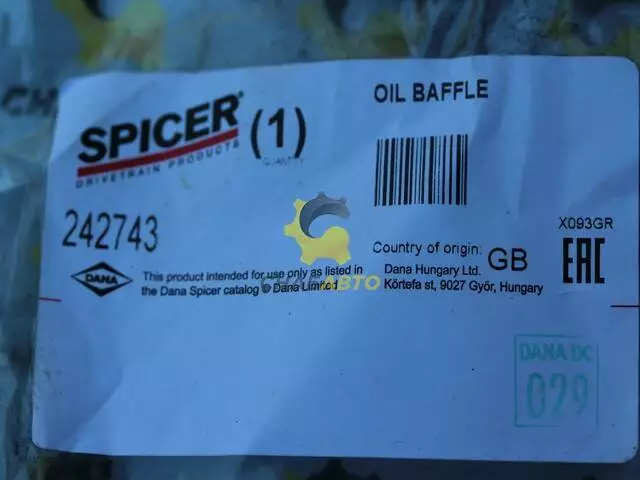 OIL BAFFLE
SPICER®
DRIVETRAIN PRODUCTS
(1)
QUANTITY
242743
X093GR
Country of origin: GB
EAC
DANA
This product intended for use only as listed in
the Dana Spicer catalog © Dana Limited
Dana Hungary Ltd.
Körtefa st, 9027 Győr, Hungary
АВТО
DANA DC
029